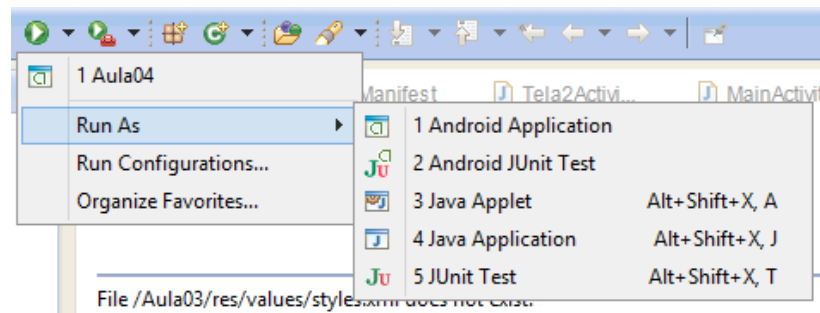 1 Aula04
Manifest
Tela2Activi...
MainActivit
Run As
1 Android Application
Run Configurations...
2 Android JUnit Test
Organize Favorites...
3 Java Applet Alt+Shift+X, A
4 Java Application Alt+Shift+X, J
5 JUnit Test Alt+Shift+X, T
File /Aula03/res/values/styles.xml does not exist.